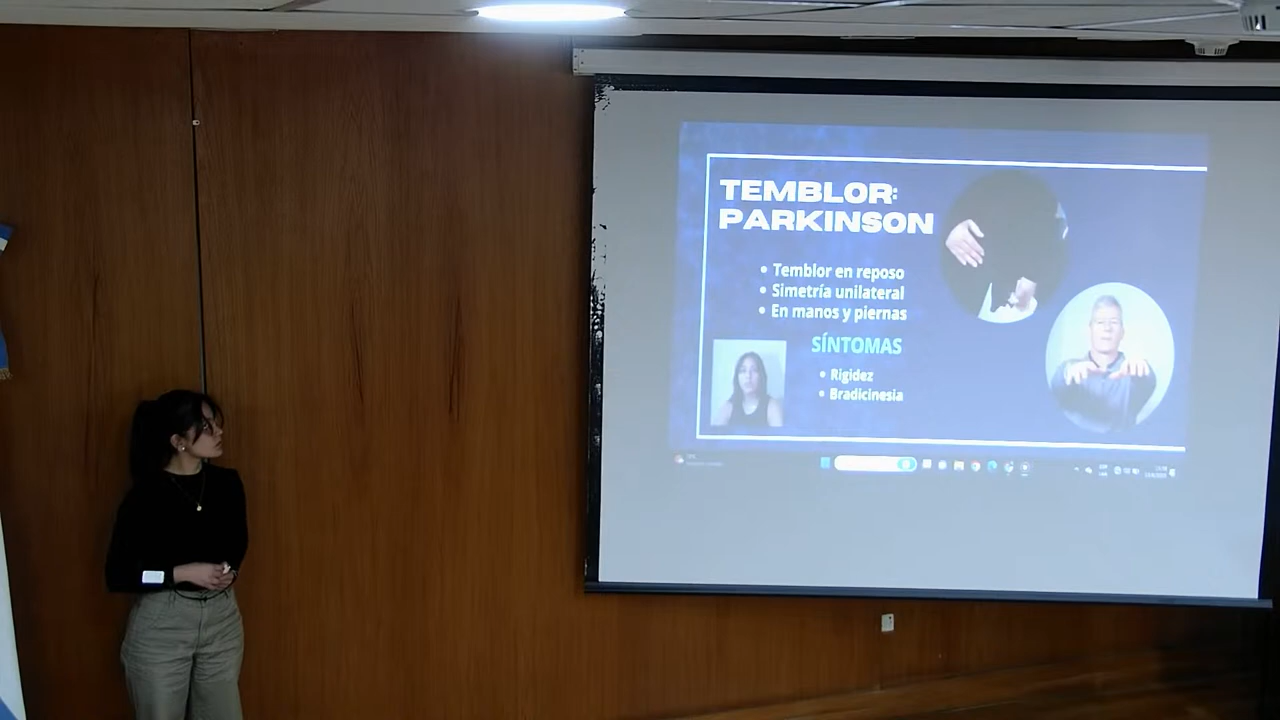 TEMBLOR:
PARKINSON
• Temblor en reposo
• Simetría unilateral
• En manos y piernas
SÍNTOMAS
• Rigidez
• Bradicinesia